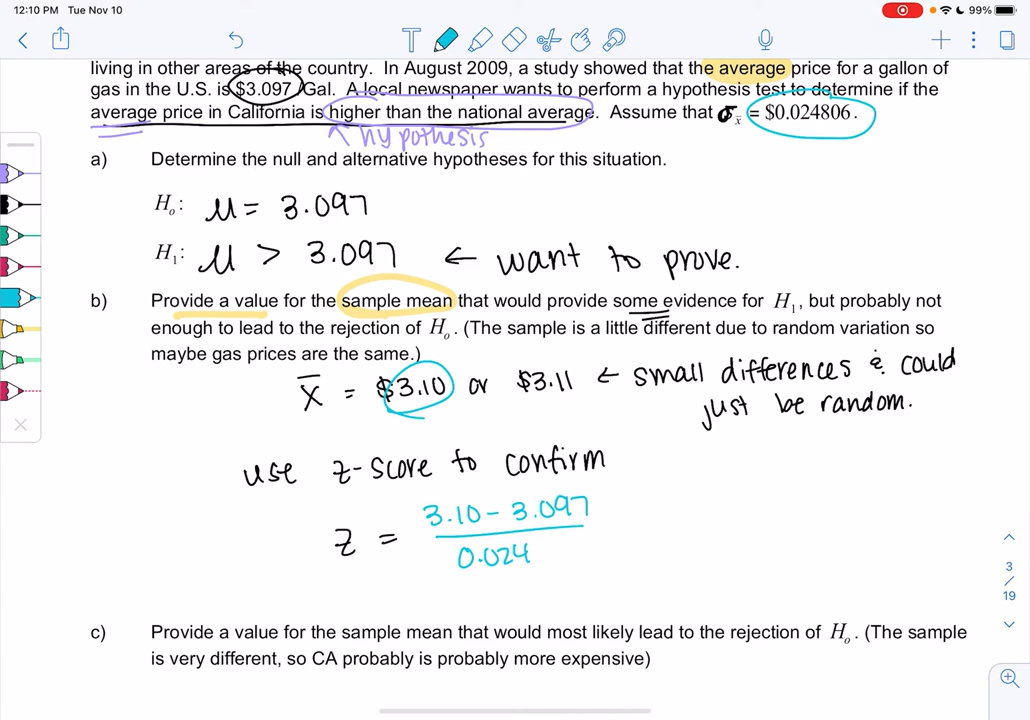 12:10 PM Tue Nov 10
99%
living in other areas of the country. In August 2009, a study showed that the average price for a gallon of
gas in the U.S. is $3.097 /Gal. A local newspaper wants to perform a hypothesis test to determine if the
average price in California is higher than the national average. Assume that σx̄ = $0.024806.
hypothesis
a) Determine the null and alternative hypotheses for this situation.
Ho: μ = 3.097
H1: μ > 3.097 ← want to prove.
b) Provide a value for the sample mean that would provide some evidence for H1, but probably not
enough to lead to the rejection of Ho. (The sample is a little different due to random variation so
maybe gas prices are the same.)
x̄ = $3.10 or $3.11 ← small differences & could
just be random.
use z-score to confirm
z = 3.10 - 3.097
0.024
3
/
19
c) Provide a value for the sample mean that would most likely lead to the rejection of Ho. (The sample
is very different, so CA probably is probably more expensive)